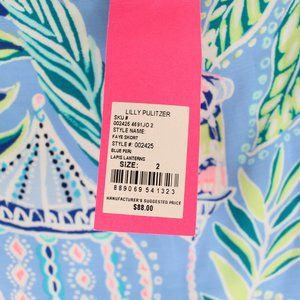 LILLY PULITZER
SKU #
002425 4691JO 2
STYLE NAME:
FAYE SHORT
STYLE #: 002425
BLUE PERI
LAPIS LANTERNS
SIZE: 2
889069541323
MANUFACTURER'S SUGGESTED PRICE
$88.00